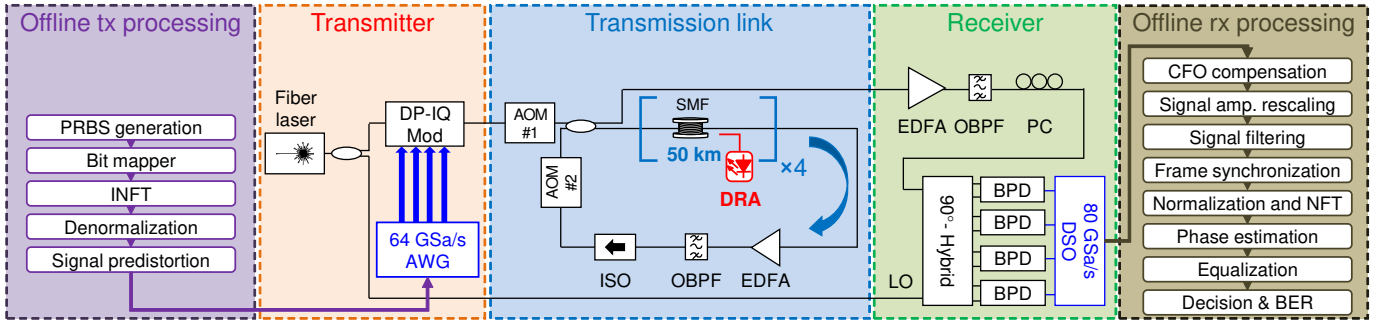 Offline tx processing
PRBS generation
Bit mapper
INFT
Denormalization
Signal predistortion
Transmitter
Fiber
laser
DP-IQ
Mod
64 GSa/s
AWG
Transmission link
AOM
#1
SMF
50 km
×4
DRA
AOM
#2
ISO
OBPF
EDFA
Receiver
EDFA
OBPF
PC
LO
90° - Hybrid
BPD
BPD
BPD
BPD
80 GSa/s
DSO
Offline rx processing
CFO compensation
Signal amp. rescaling
Signal filtering
Frame synchronization
Normalization and NFT
Phase estimation
Equalization
Decision & BER